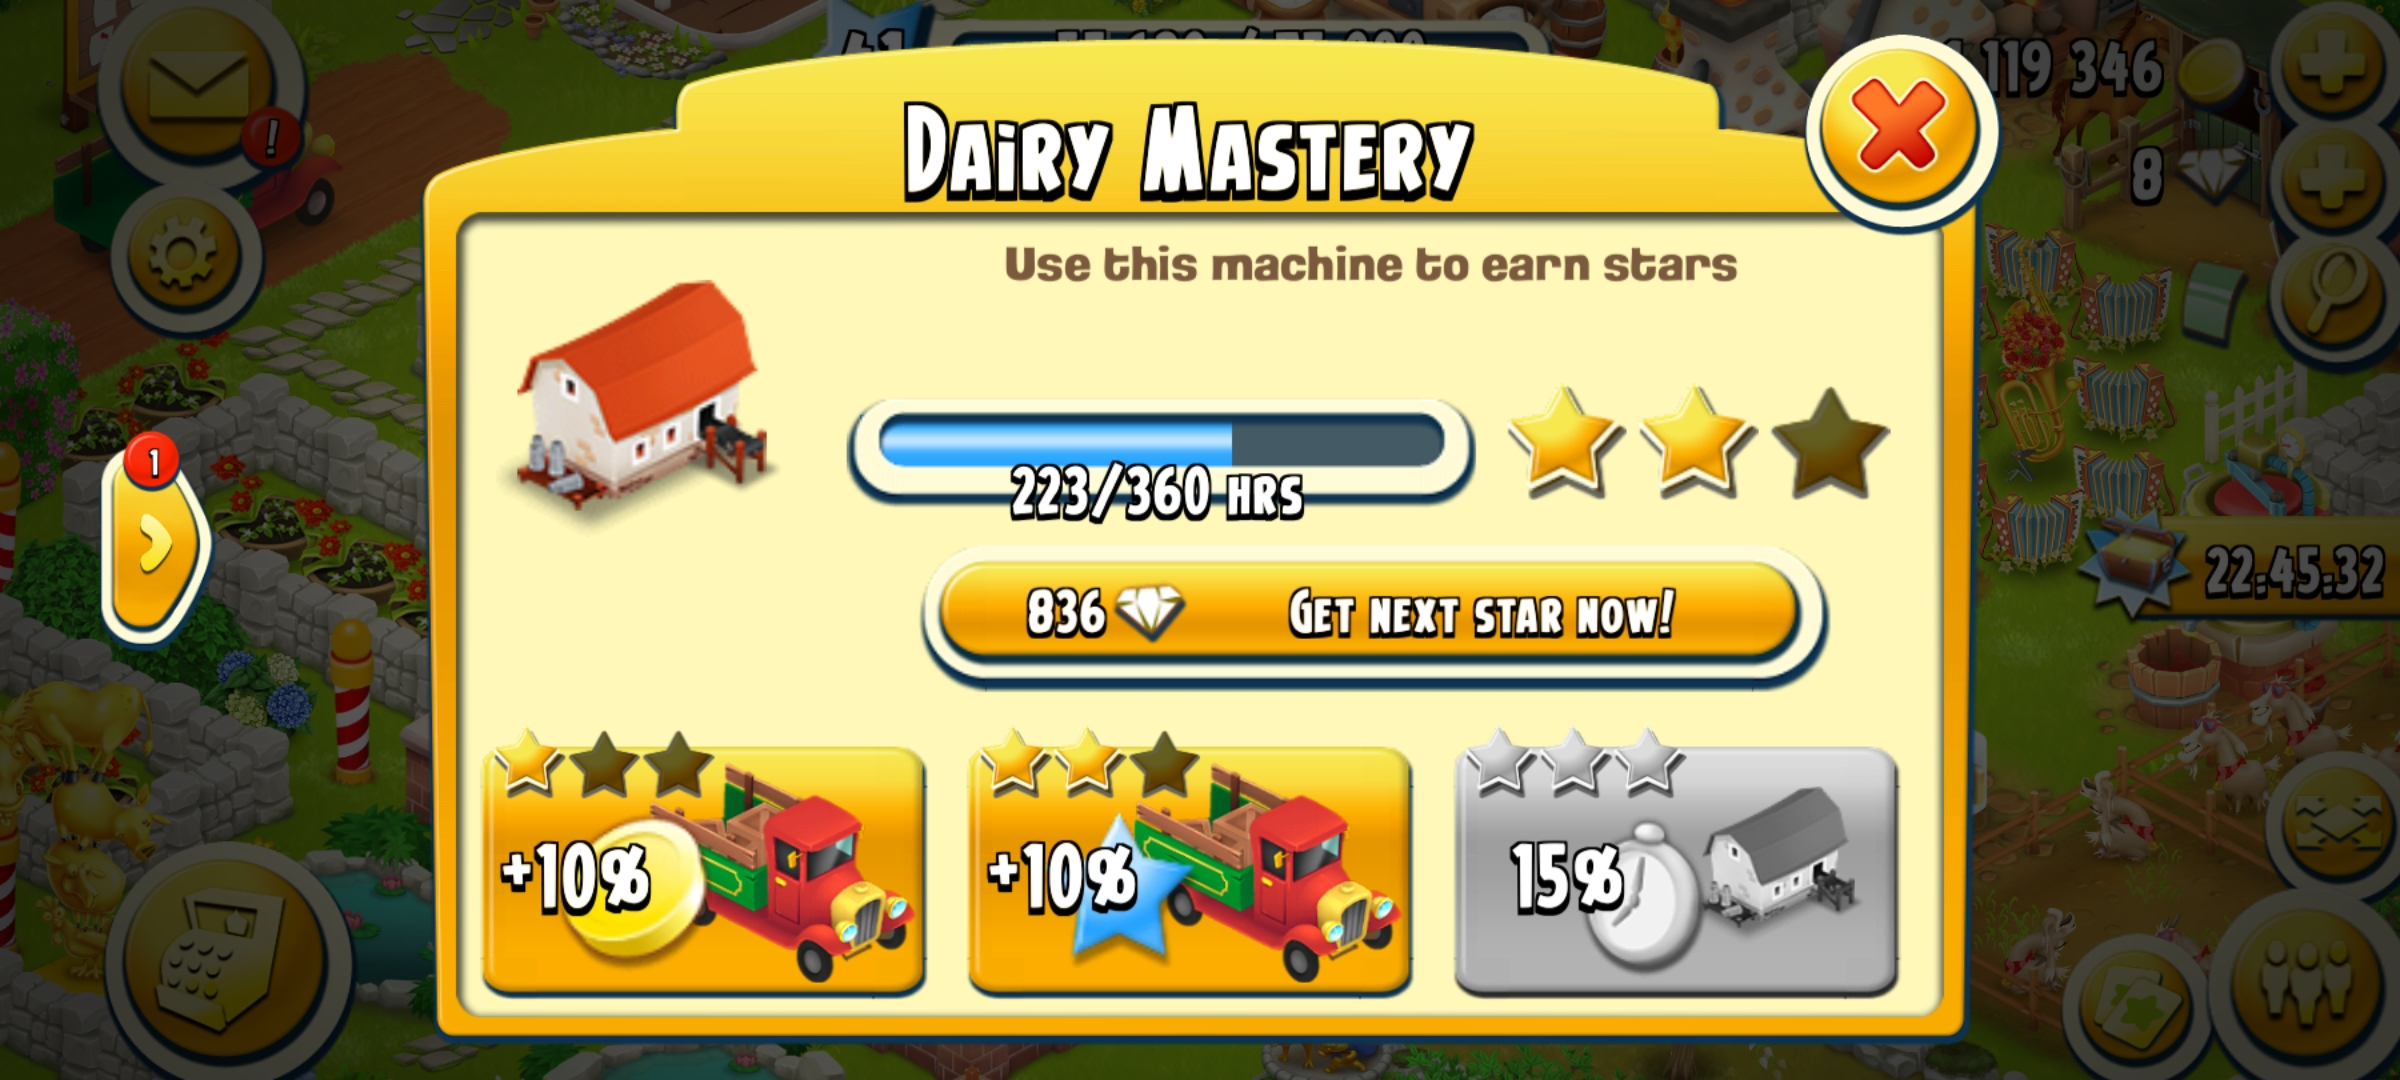 119 346
DAiRY MASTERY
!
8
Use this machine to earn stars
1
223/360 HRS
22:45:32
836 GET NEXT STAR NOW!
+10%
+10%
15%